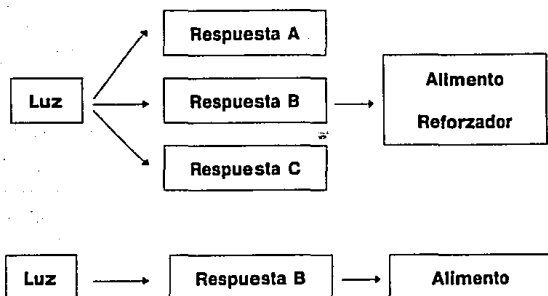 Respuesta A
Luz
Respuesta B
Alimento
Reforzador
Respuesta C
Luz
Respuesta B
Alimento